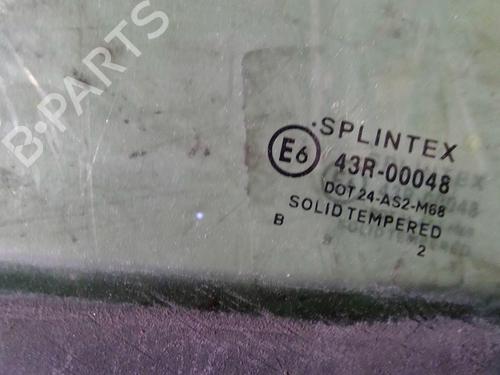 B-PARTS
SPLINTEX
E6 43R-00048
DOT 24-AS2-M68
SOLID TEMPERED
B 2